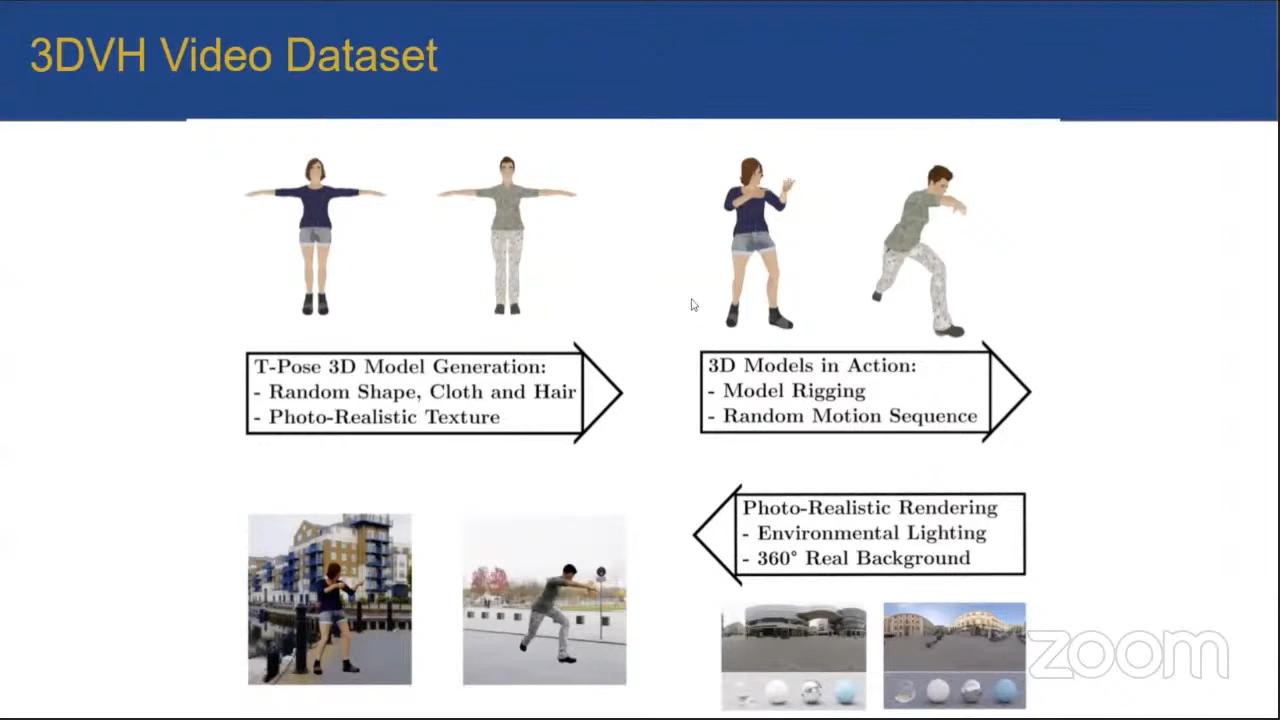 3DVH Video Dataset
T-Pose 3D Model Generation:
- Random Shape, Cloth and Hair
- Photo-Realistic Texture
3D Models in Action:
- Model Rigging
- Random Motion Sequence
Photo-Realistic Rendering
- Environmental Lighting
- 360° Real Background
zoom